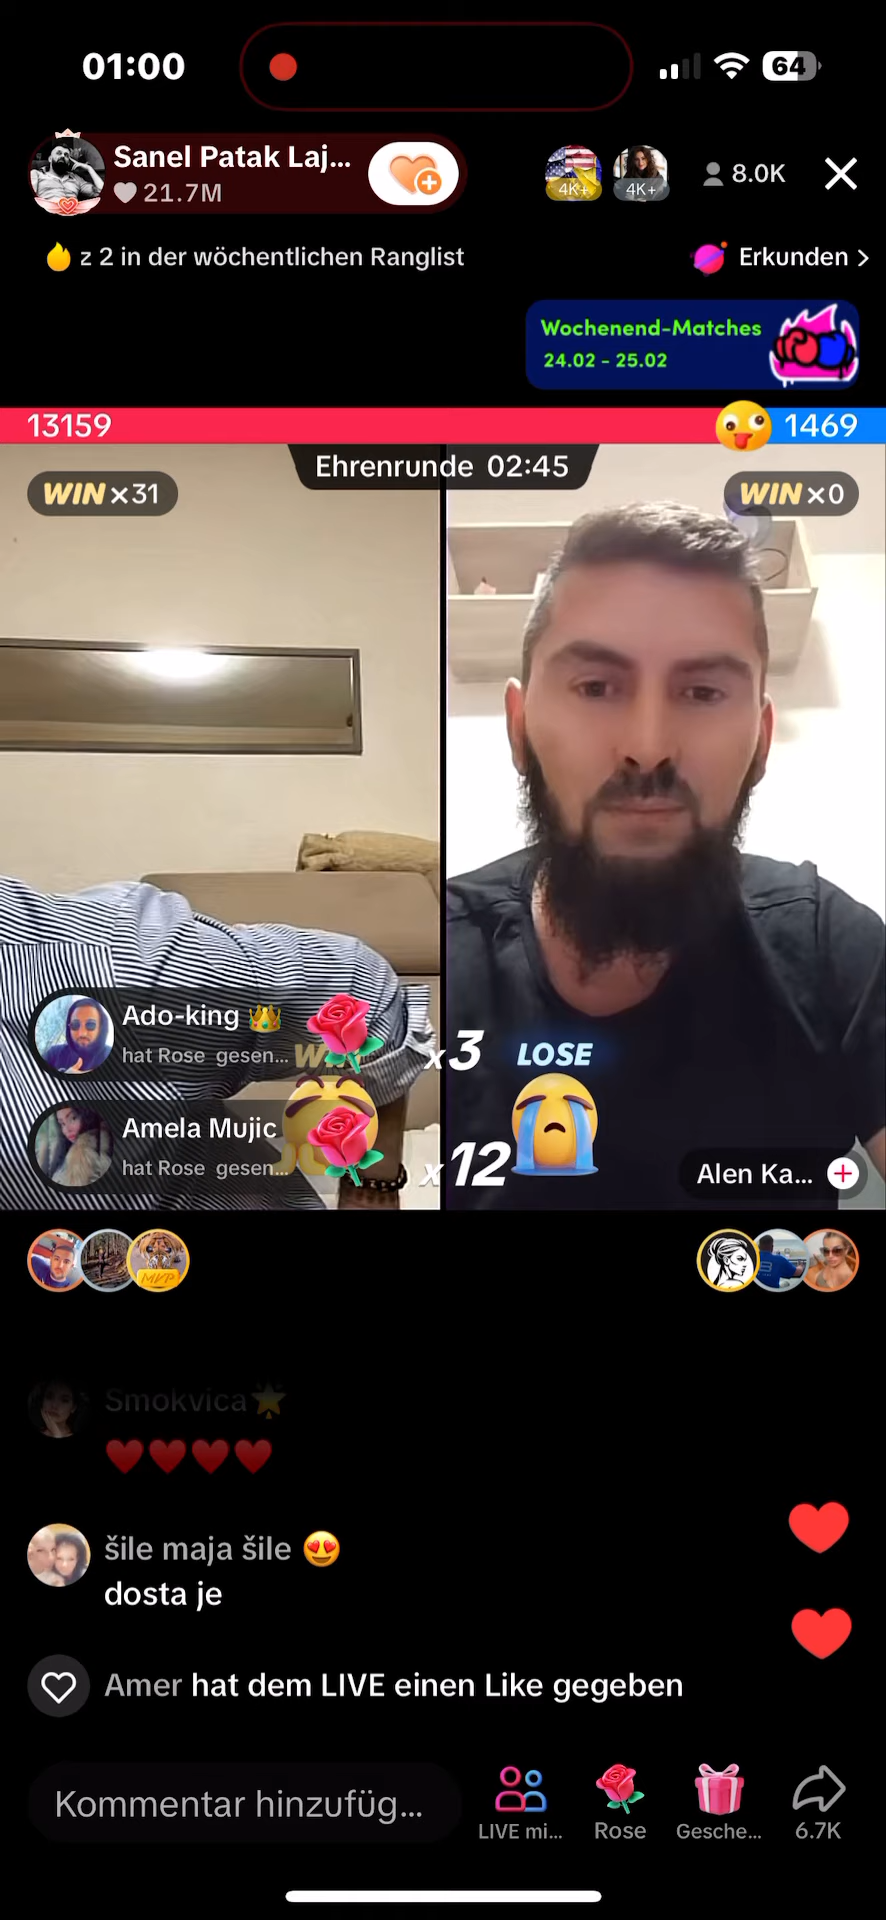 01:00
64
Sanel Patak Laj...
21.7M
4K+
4K+
8.0K
z 2 in der wöchentlichen Ranglist
Erkunden >
Wochenend-Matches
24.02 - 25.02
13159
1469
Ehrenrunde 02:45
WIN x31
WIN x0
Ado-king
hat Rose gesen...
x3
LOSE
Amela Mujic
hat Rose gesen...
x12
Alen Ka...
MVP
Smokvica
šile maja šile
dosta je
Amer hat dem LIVE einen Like gegeben
Kommentar hinzufüg...
LIVE mi...
Rose
Gesche...
6.7K